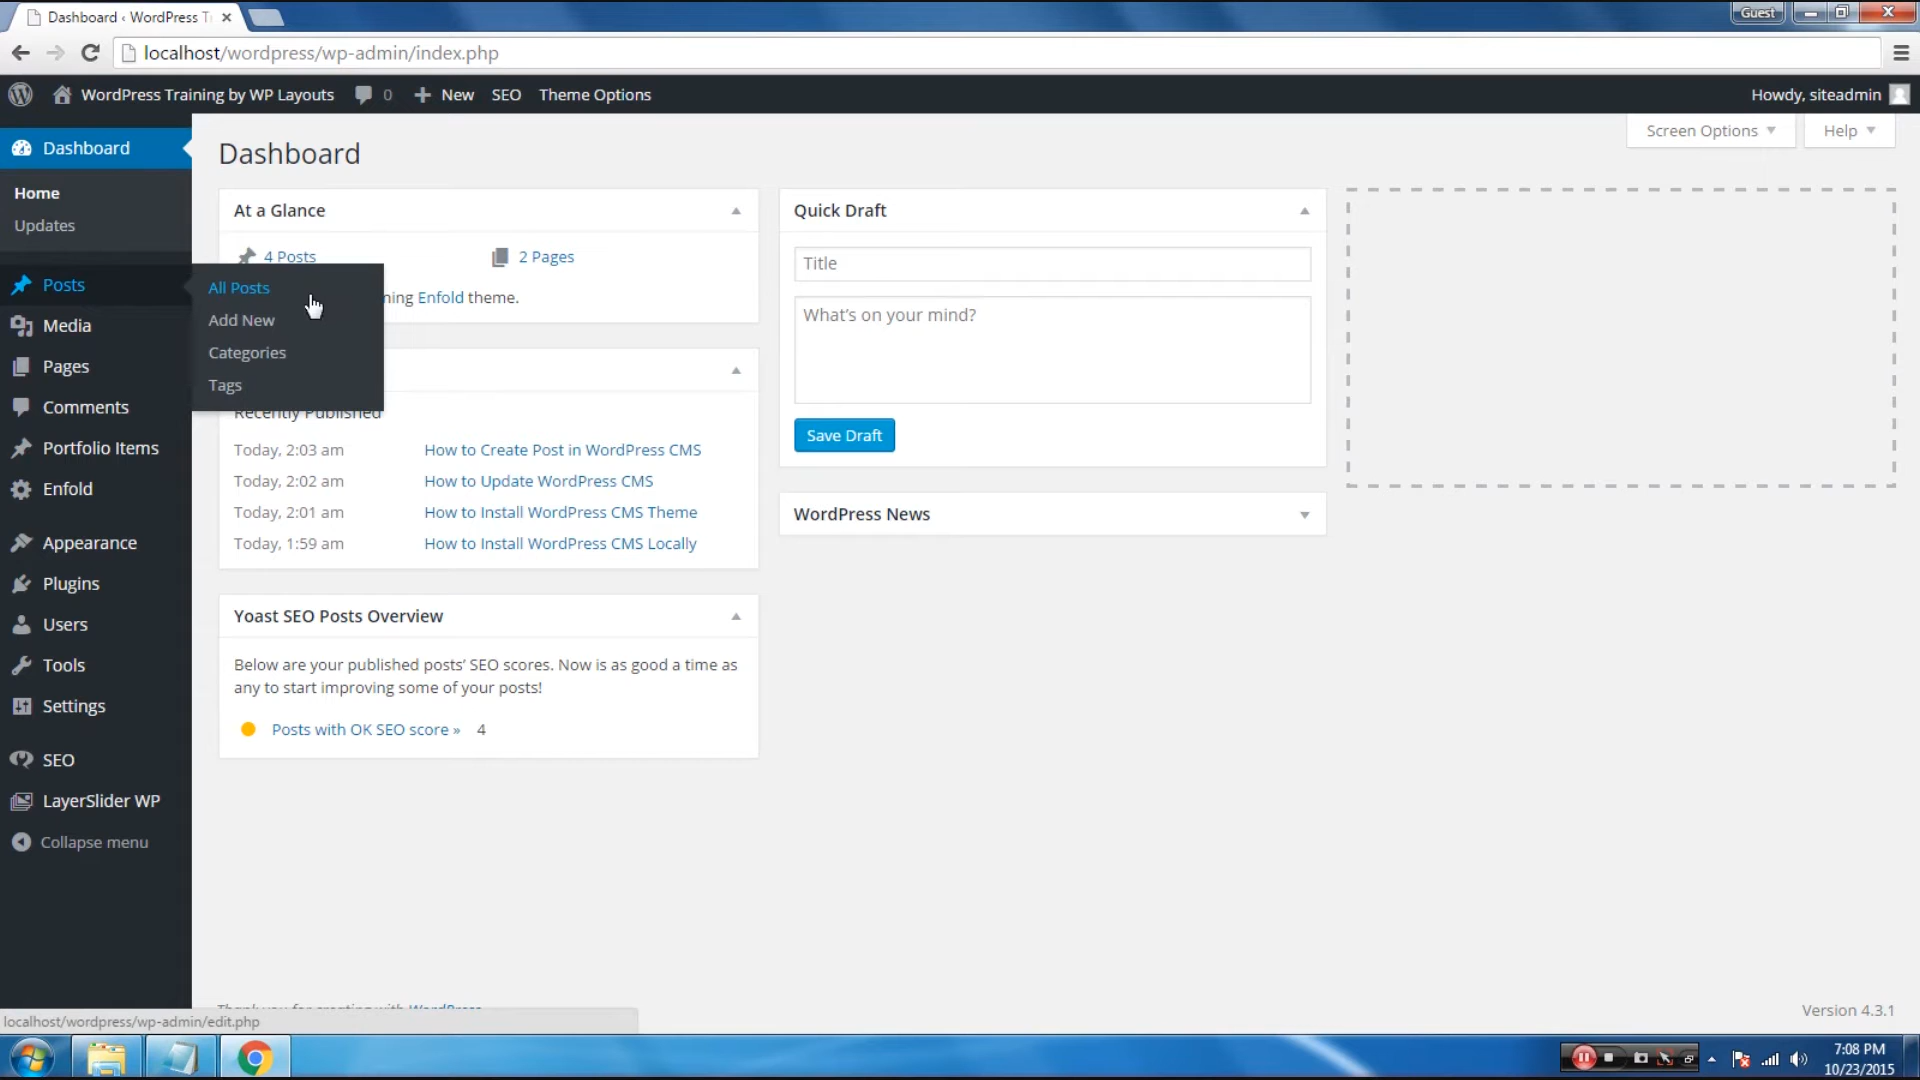 Dashboard ‹ WordPress T
Guest
localhost/wordpress/wp-admin/index.php
WordPress Training by WP Layouts 0 New SEO Theme Options Howdy, siteadmin
Screen Options Help
Dashboard
Home
Updates
Posts
Media
Pages
Comments
Portfolio Items
Enfold
Appearance
Plugins
Users
Tools
Settings
SEO
LayerSlider WP
Collapse menu
All Posts
Add New
Categories
Tags
Dashboard
At a Glance
4 Posts 2 Pages
ning Enfold theme.
Recently Published
Today, 2:03 am How to Create Post in WordPress CMS
Today, 2:02 am How to Update WordPress CMS
Today, 2:01 am How to Install WordPress CMS Theme
Today, 1:59 am How to Install WordPress CMS Locally
Yoast SEO Posts Overview
Below are your published posts’ SEO scores. Now is as good a time as
any to start improving some of your posts!
Posts with OK SEO score » 4
Quick Draft
Title
What’s on your mind?
Save Draft
WordPress News
Thank you for creating with WordPress
Version 4.3.1
localhost/wordpress/wp-admin/edit.php
7:08 PM
10/23/2015